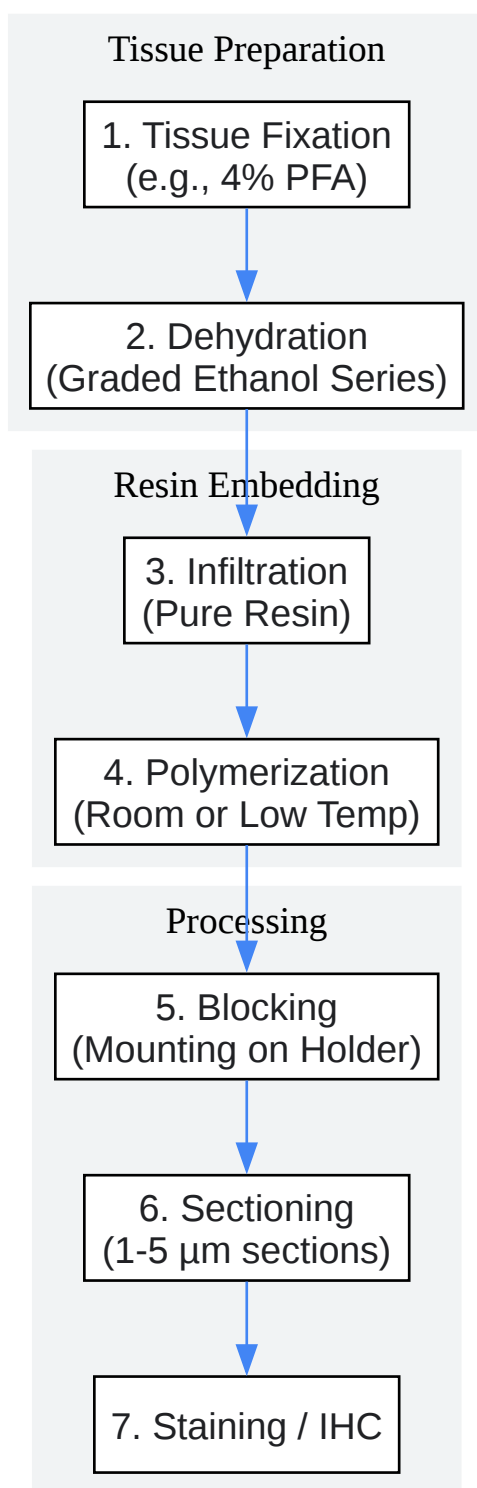 Tissue Preparation
1. Tissue Fixation
(e.g., 4% PFA)
2. Dehydration
(Graded Ethanol Series)
Resin Embedding
3. Infiltration
(Pure Resin)
4. Polymerization
(Room or Low Temp)
Processing
5. Blocking
(Mounting on Holder)
6. Sectioning
(1-5 µm sections)
7. Staining / IHC